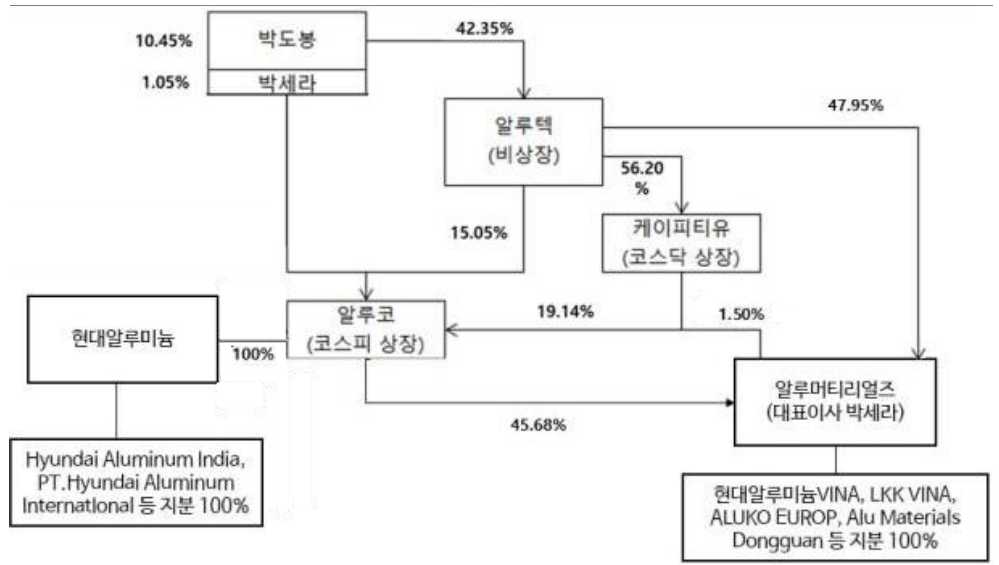 10.45%
박도봉
42.35%
1.05%
박세라
알루텍
(비상장)
47.95%
56.20
%
15.05%
케이피티유
(코스닥 상장)
현대알루미늄
100%
알루코
(코스피 상장)
19.14%
1.50%
알루머티리얼즈
(대표이사 박세라)
45.68%
Hyundai Aluminum India,
PT.Hyundai Aluminum
International 등 지분 100%
현대알루미늄VINA, LKK VINA,
ALUKO EUROP, Alu Materials
Dongguan 등 지분 100%